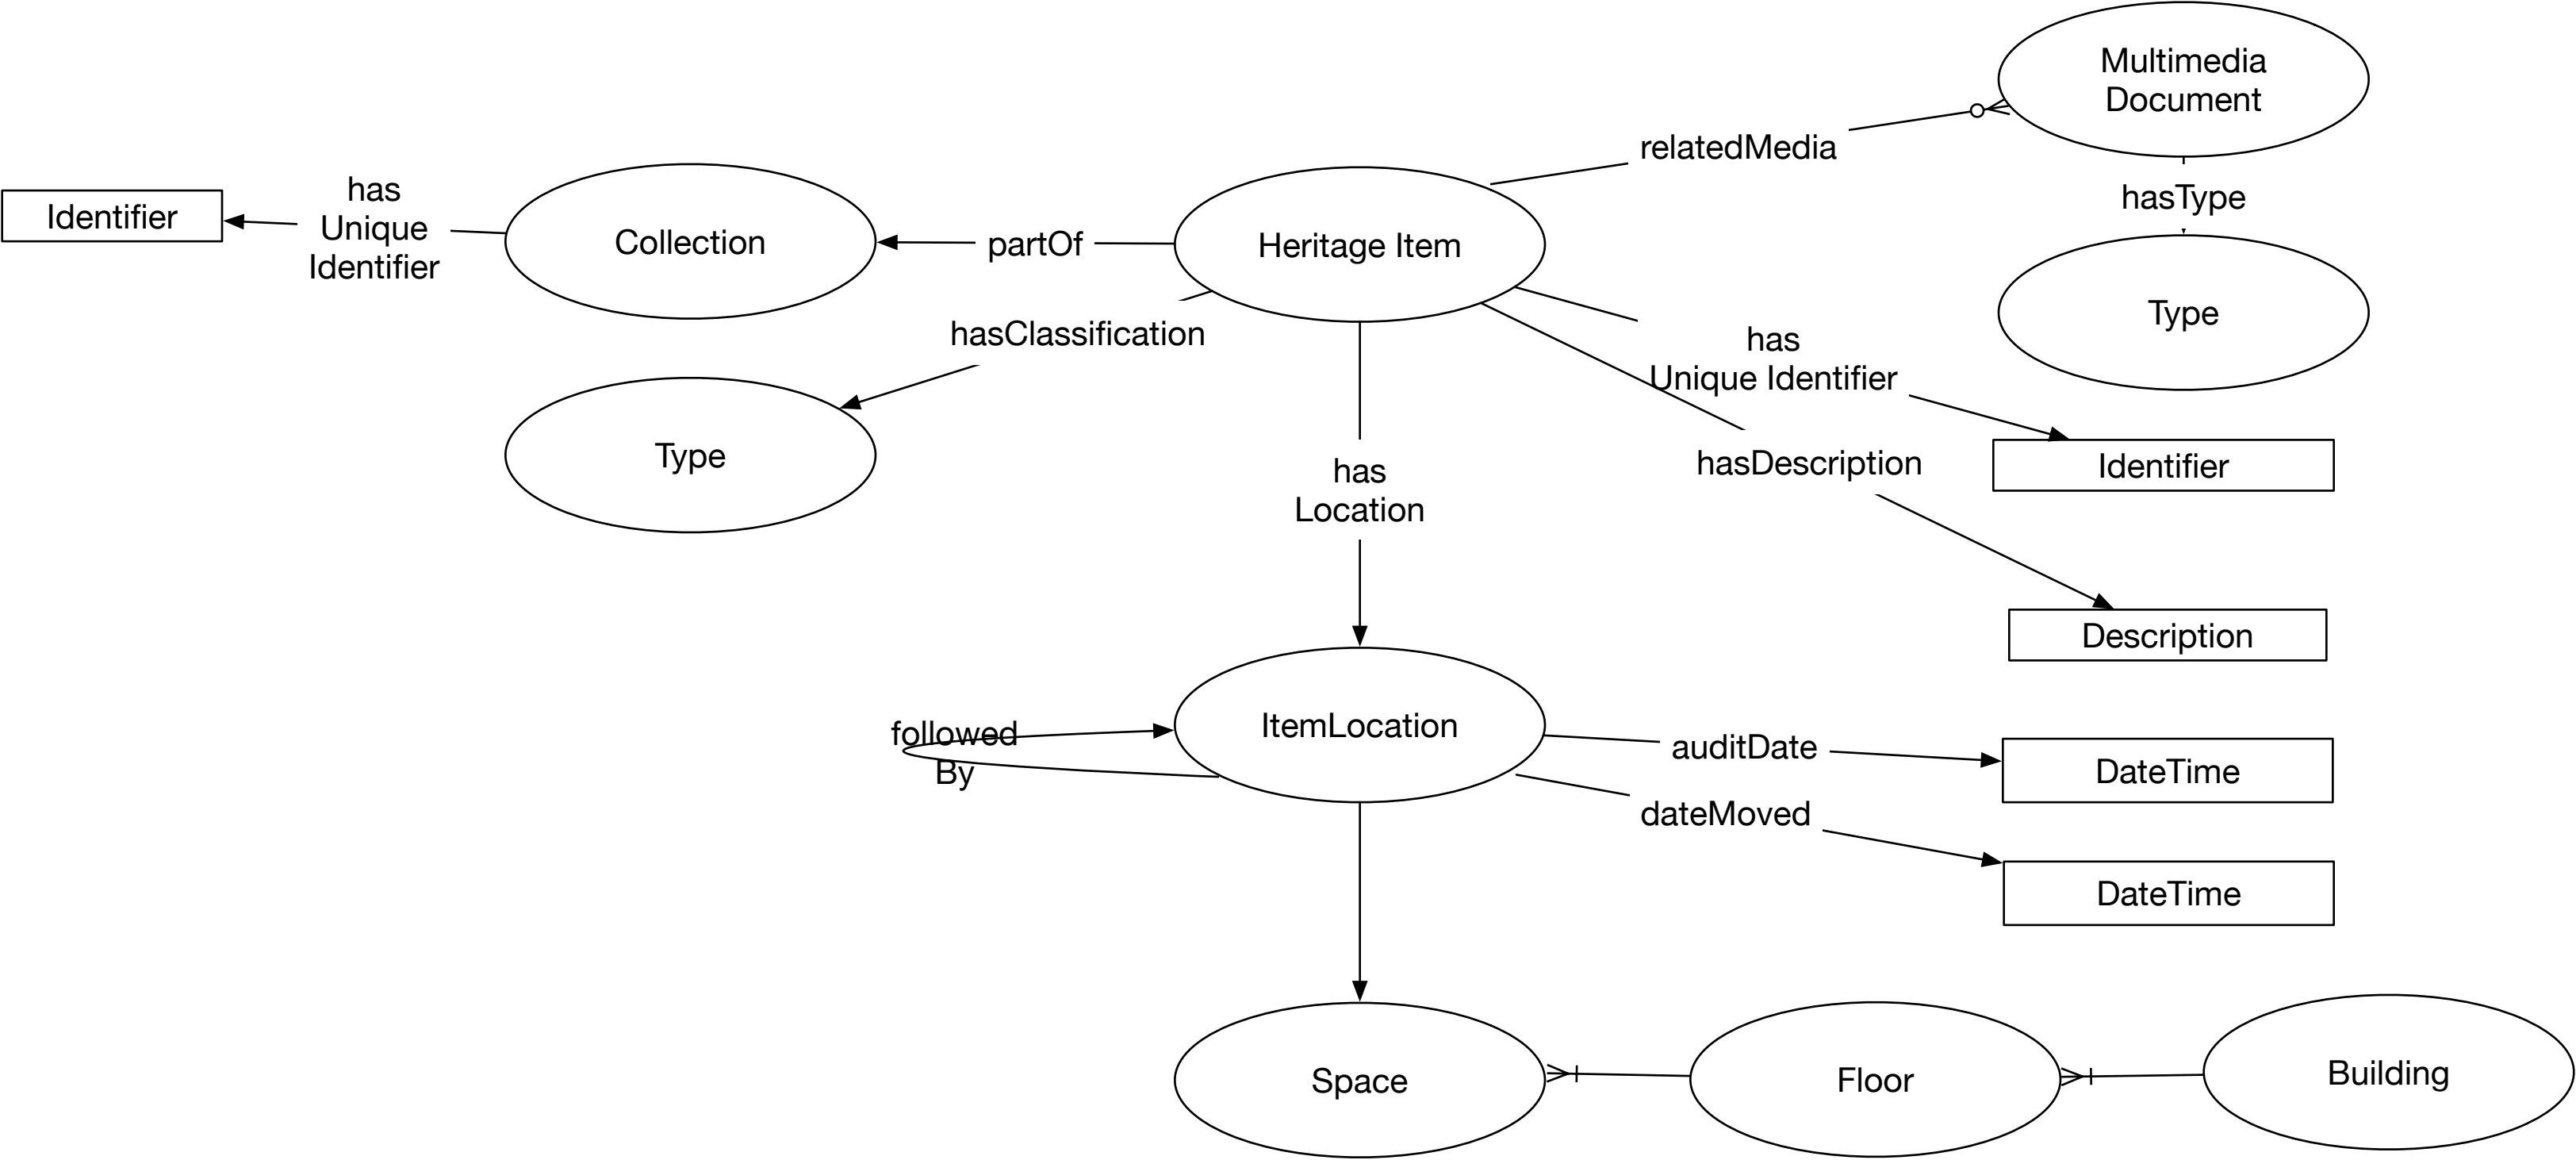 Multimedia
Document
relatedMedia
has
Unique
Identifier
Identifier
Collection
partOf
Heritage Item
hasType
Type
hasClassification
Type
has
Unique Identifier
Identifier
hasDescription
Description
has
Location
ItemLocation
followed
By
auditDate
DateTime
dateMoved
DateTime
Space
Floor
Building